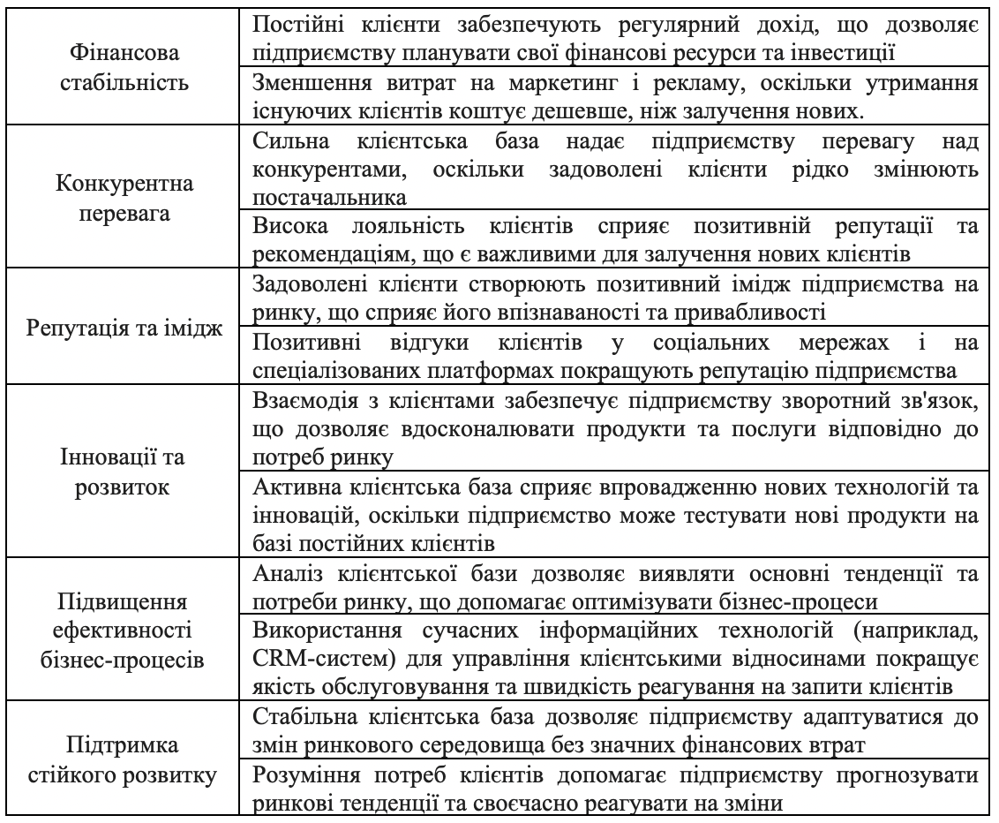 Фінансова
стабільність
Постійні клієнти забезпечують регулярний дохід, що дозволяє
підприємству планувати свої фінансові ресурси та інвестиції
Зменшення витрат на маркетинг і рекламу, оскільки утримання
існуючих клієнтів коштує дешевше, ніж залучення нових.
Конкурентна
перевага
Сильна клієнтська база надає підприємству перевагу над
конкурентами, оскільки задоволені клієнти рідко змінюють
постачальника
Висока лояльність клієнтів сприяє позитивній репутації та
рекомендаціям, що є важливими для залучення нових клієнтів
Репутація та імідж
Задоволені клієнти створюють позитивний імідж підприємства на
ринку, що сприяє його впізнаваності та привабливості
Позитивні відгуки клієнтів у соціальних мережах і на
спеціалізованих платформах покращують репутацію підприємства
Інновації та
розвиток
Взаємодія з клієнтами забезпечує підприємству зворотний зв'язок,
що дозволяє вдосконалювати продукти та послуги відповідно до
потреб ринку
Активна клієнтська база сприяє впровадженню нових технологій та
інновацій, оскільки підприємство може тестувати нові продукти на
базі постійних клієнтів
Підвищення
ефективності
бізнес-процесів
Аналіз клієнтської бази дозволяє виявляти основні тенденції та
потреби ринку, що допомагає оптимізувати бізнес-процеси
Використання сучасних інформаційних технологій (наприклад,
CRM-систем) для управління клієнтськими відносинами покращує
якість обслуговування та швидкість реагування на запити клієнтів
Підтримка
стійкого розвитку
Стабільна клієнтська база дозволяє підприємству адаптуватися до
змін ринкового середовища без значних фінансових втрат
Розуміння потреб клієнтів допомагає підприємству прогнозувати
ринкові тенденції та своєчасно реагувати на зміни